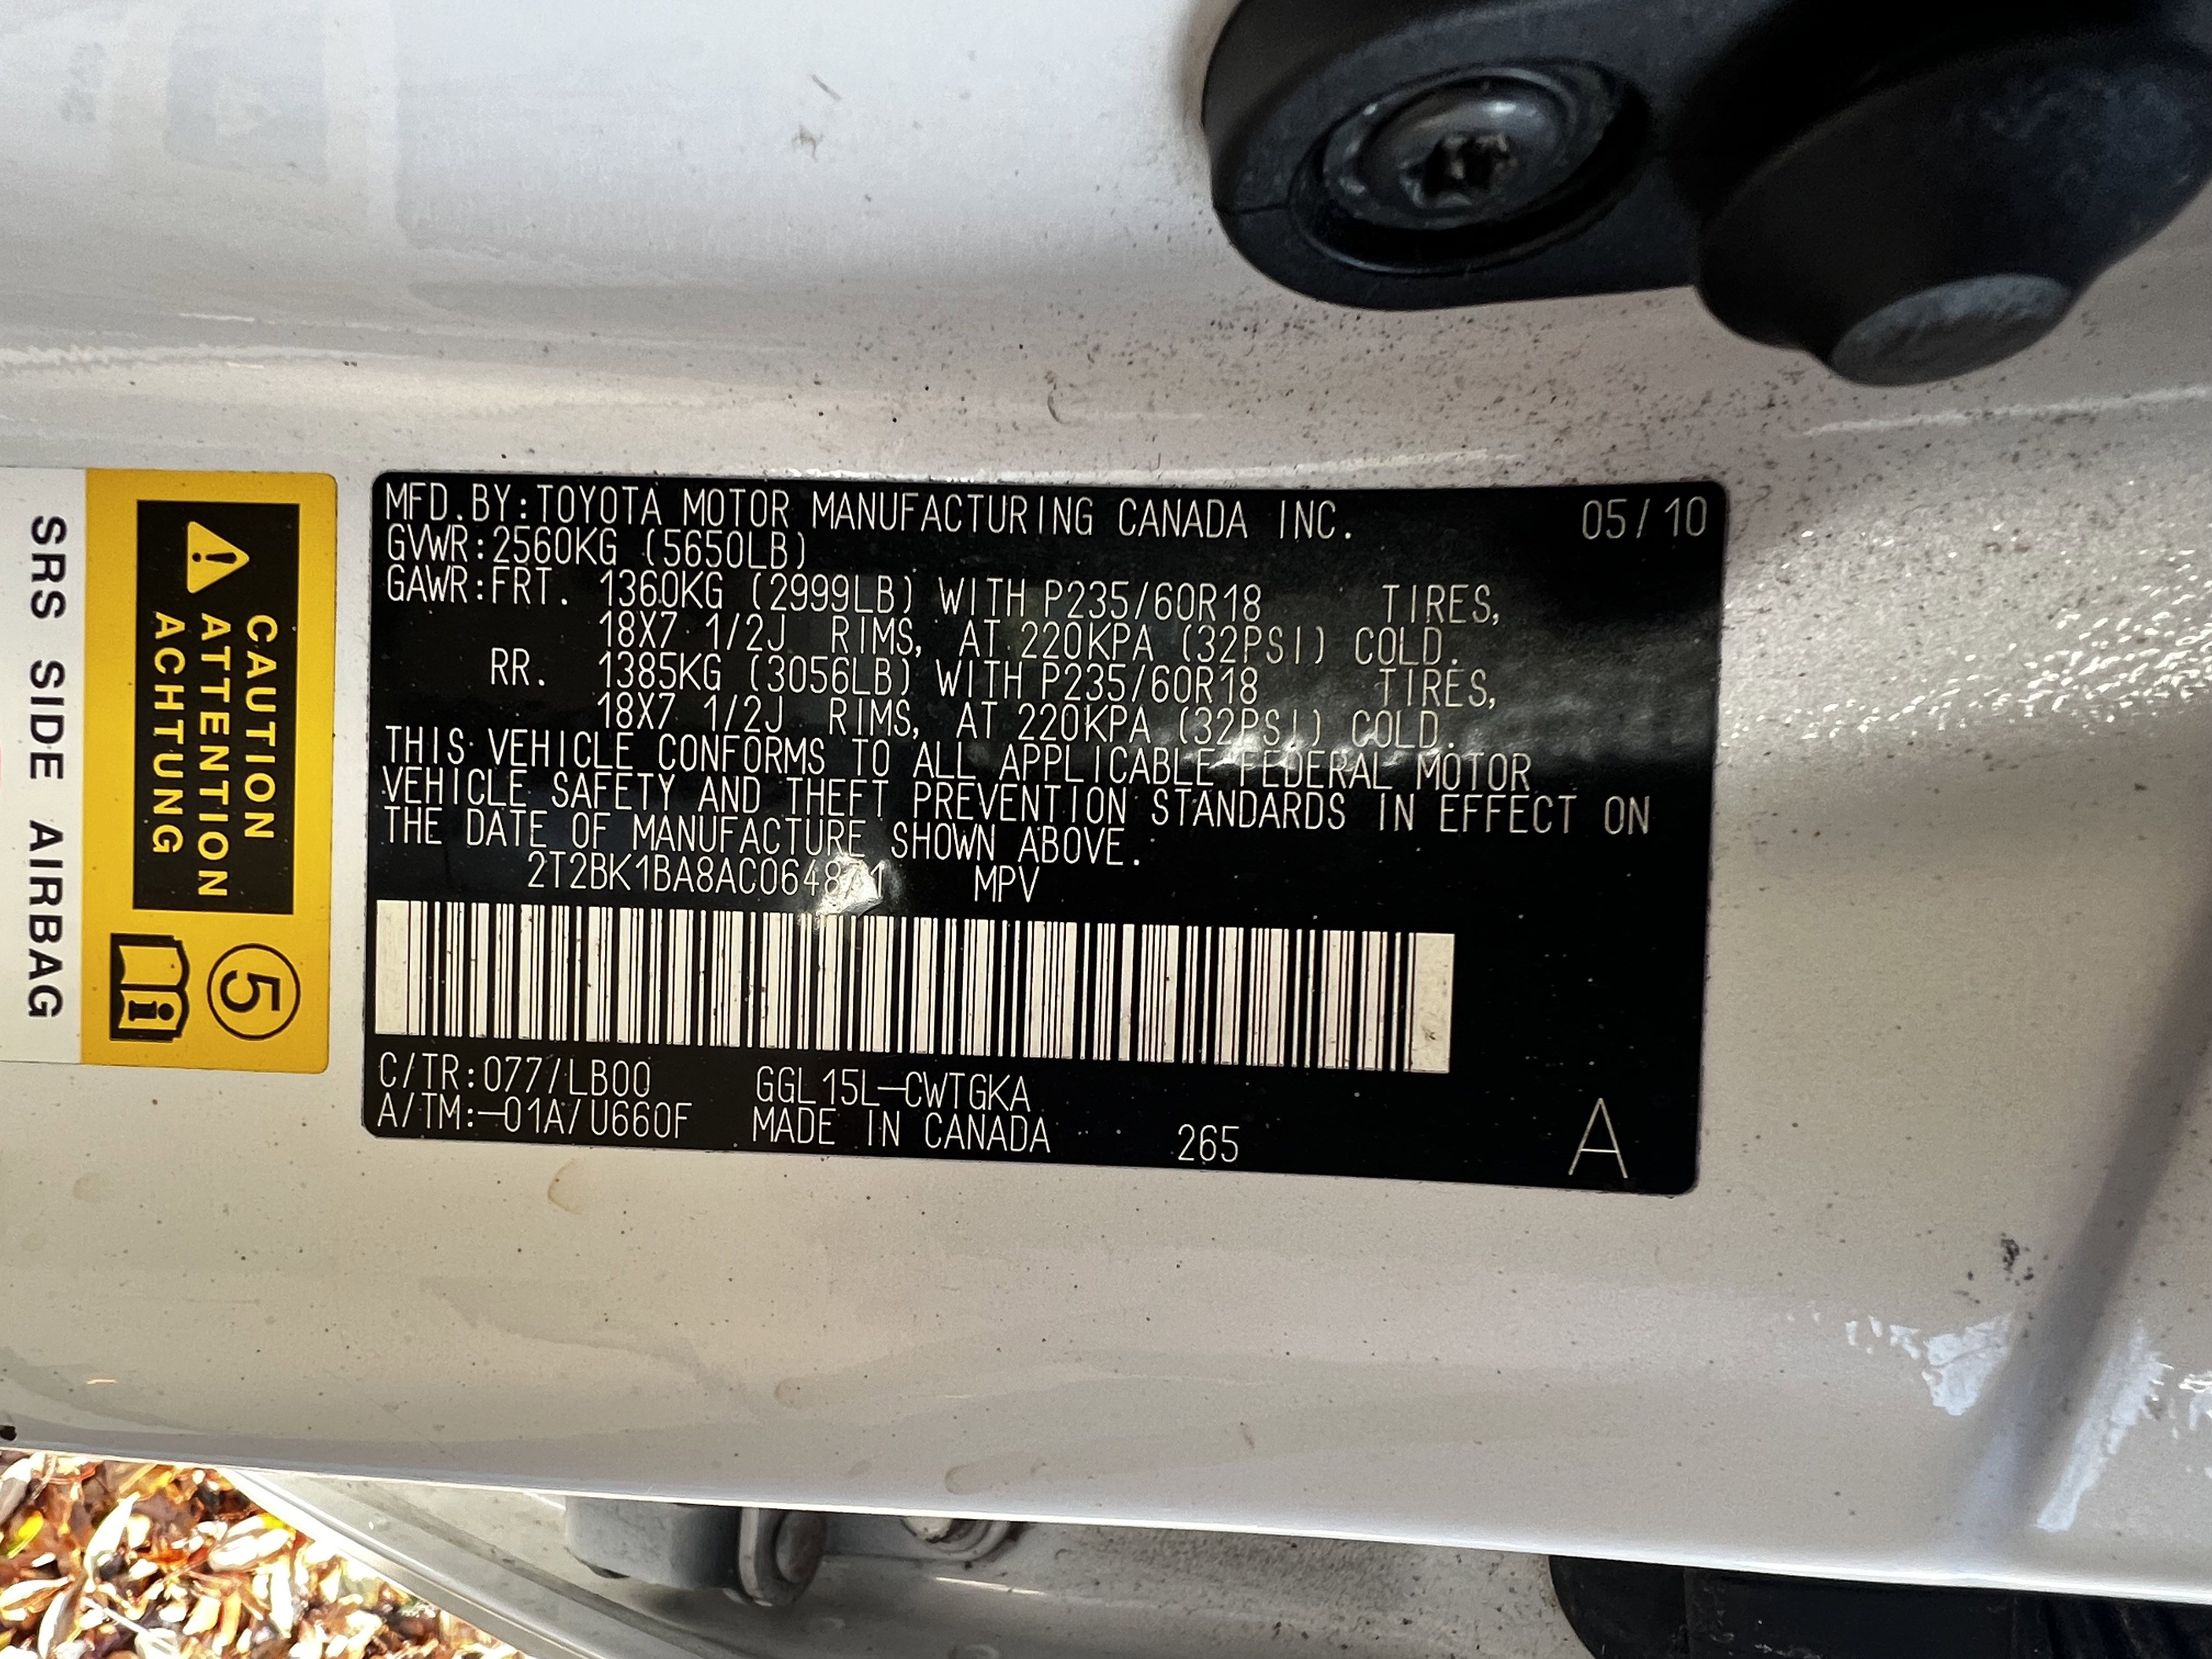 MFD.BY:TOYOTA MOTOR MANUFACTURING CANADA INC. 05/10
GVWR:2560KG (5650LB)
GAWR:FRT. 1360KG (2999LB) WITH P235/60R18 TIRES,
18X7 1/2J RIMS, AT 220KPA (32PSI) COLD.
RR. 1385KG (3056LB) WITH P235/60R18 TIRES,
18X7 1/2J RIMS, AT 220KPA (32PSI) COLD.
THIS VEHICLE CONFORMS TO ALL APPLICABLE FEDERAL MOTOR
VEHICLE SAFETY AND THEFT PREVENTION STANDARDS IN EFFECT ON
THE DATE OF MANUFACTURE SHOWN ABOVE.
2T2BK1BA8AC064871 MPV
C/TR:077/LB00 GGL15L-CWTGKA
A/TM:-01A/U660F MADE IN CANADA 265 A
CAUTION
ATTENTION
ACHTUNG
5
i
SRS SIDE AIRBAG